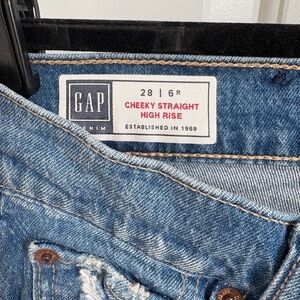 GAP
DENIM
28 | 6R
CHEEKY STRAIGHT
HIGH RISE
ESTABLISHED IN 1969